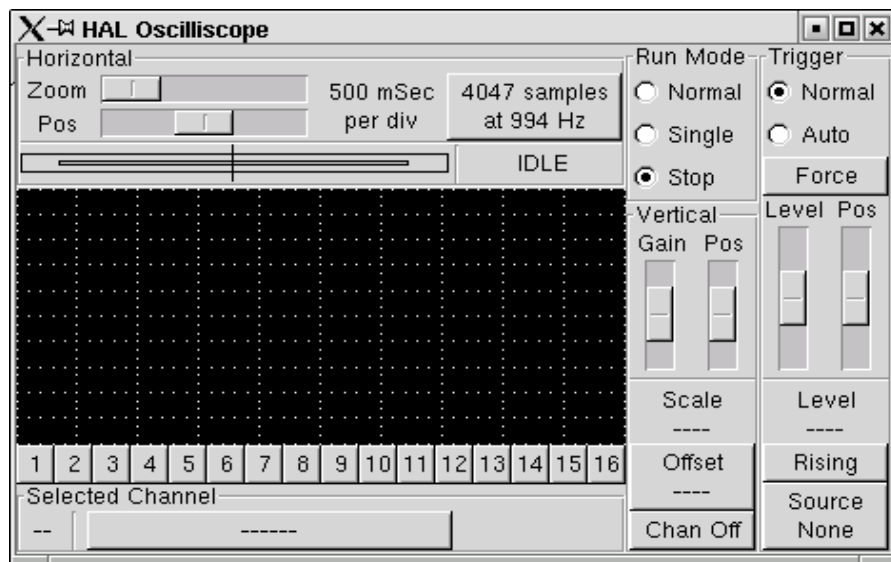 HAL Oscilliscope
Horizontal
Zoom
Pos
500 mSec
per div
4047 samples
at 994 Hz
IDLE
Run Mode
Normal
Single
Stop
Trigger
Normal
Auto
Force
Level Pos
Vertical
Gain Pos
Scale
----
Offset
----
Chan Off
Level
----
Rising
Source
None
1 2 3 4 5 6 7 8 9 10 11 12 13 14 15 16
Selected Channel
--
------